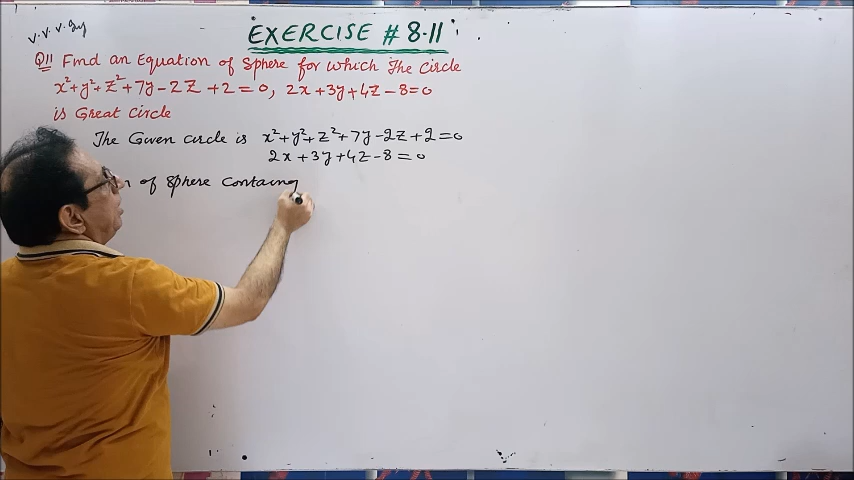 EXERCISE # 8.11
Q11 Find an Equation of Sphere for which The Circle
x²+y²+z²+7y-2z+2=0, 2x+3y+4z-8=0
is Great Circle
The Given circle is x²+y²+z²+7y-2z+2=0
2x+3y+4z-8=0
of Sphere Containing